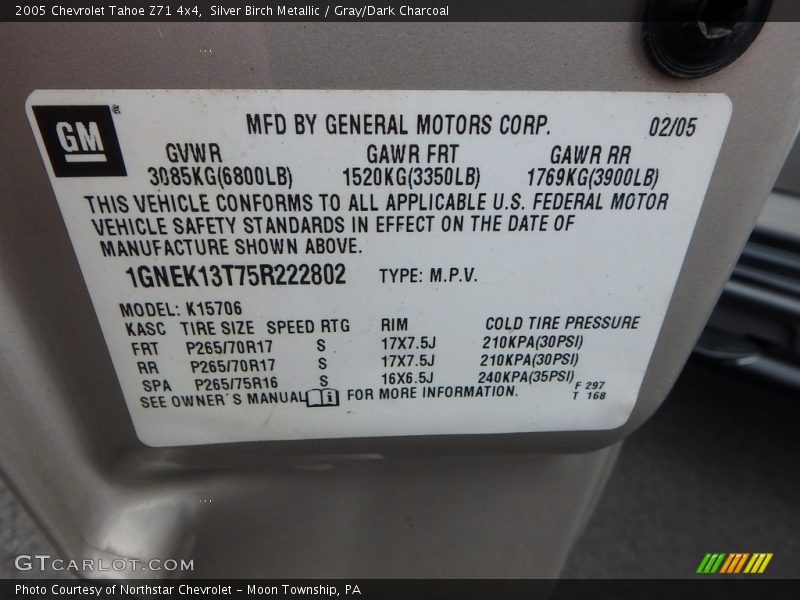 2005 Chevrolet Tahoe Z71 4x4, Silver Birch Metallic / Gray/Dark Charcoal
GM ®
MFD BY GENERAL MOTORS CORP. 02/05
GVWR GAWR FRT GAWR RR
3085KG(6800LB) 1520KG(3350LB) 1769KG(3900LB)
THIS VEHICLE CONFORMS TO ALL APPLICABLE U.S. FEDERAL MOTOR
VEHICLE SAFETY STANDARDS IN EFFECT ON THE DATE OF
MANUFACTURE SHOWN ABOVE.
1GNEK13T75R222802 TYPE: M.P.V.
MODEL: K15706
KASC TIRE SIZE SPEED RTG RIM COLD TIRE PRESSURE
FRT P265/70R17 S 17X7.5J 210KPA(30PSI)
RR P265/70R17 S 17X7.5J 210KPA(30PSI)
SPA P265/75R16 S 16X6.5J 240KPA(35PSI)
SEE OWNER'S MANUAL i FOR MORE INFORMATION.
F 297
T 168
GTCARLOT.COM
Photo Courtesy of Northstar Chevrolet - Moon Township, PA